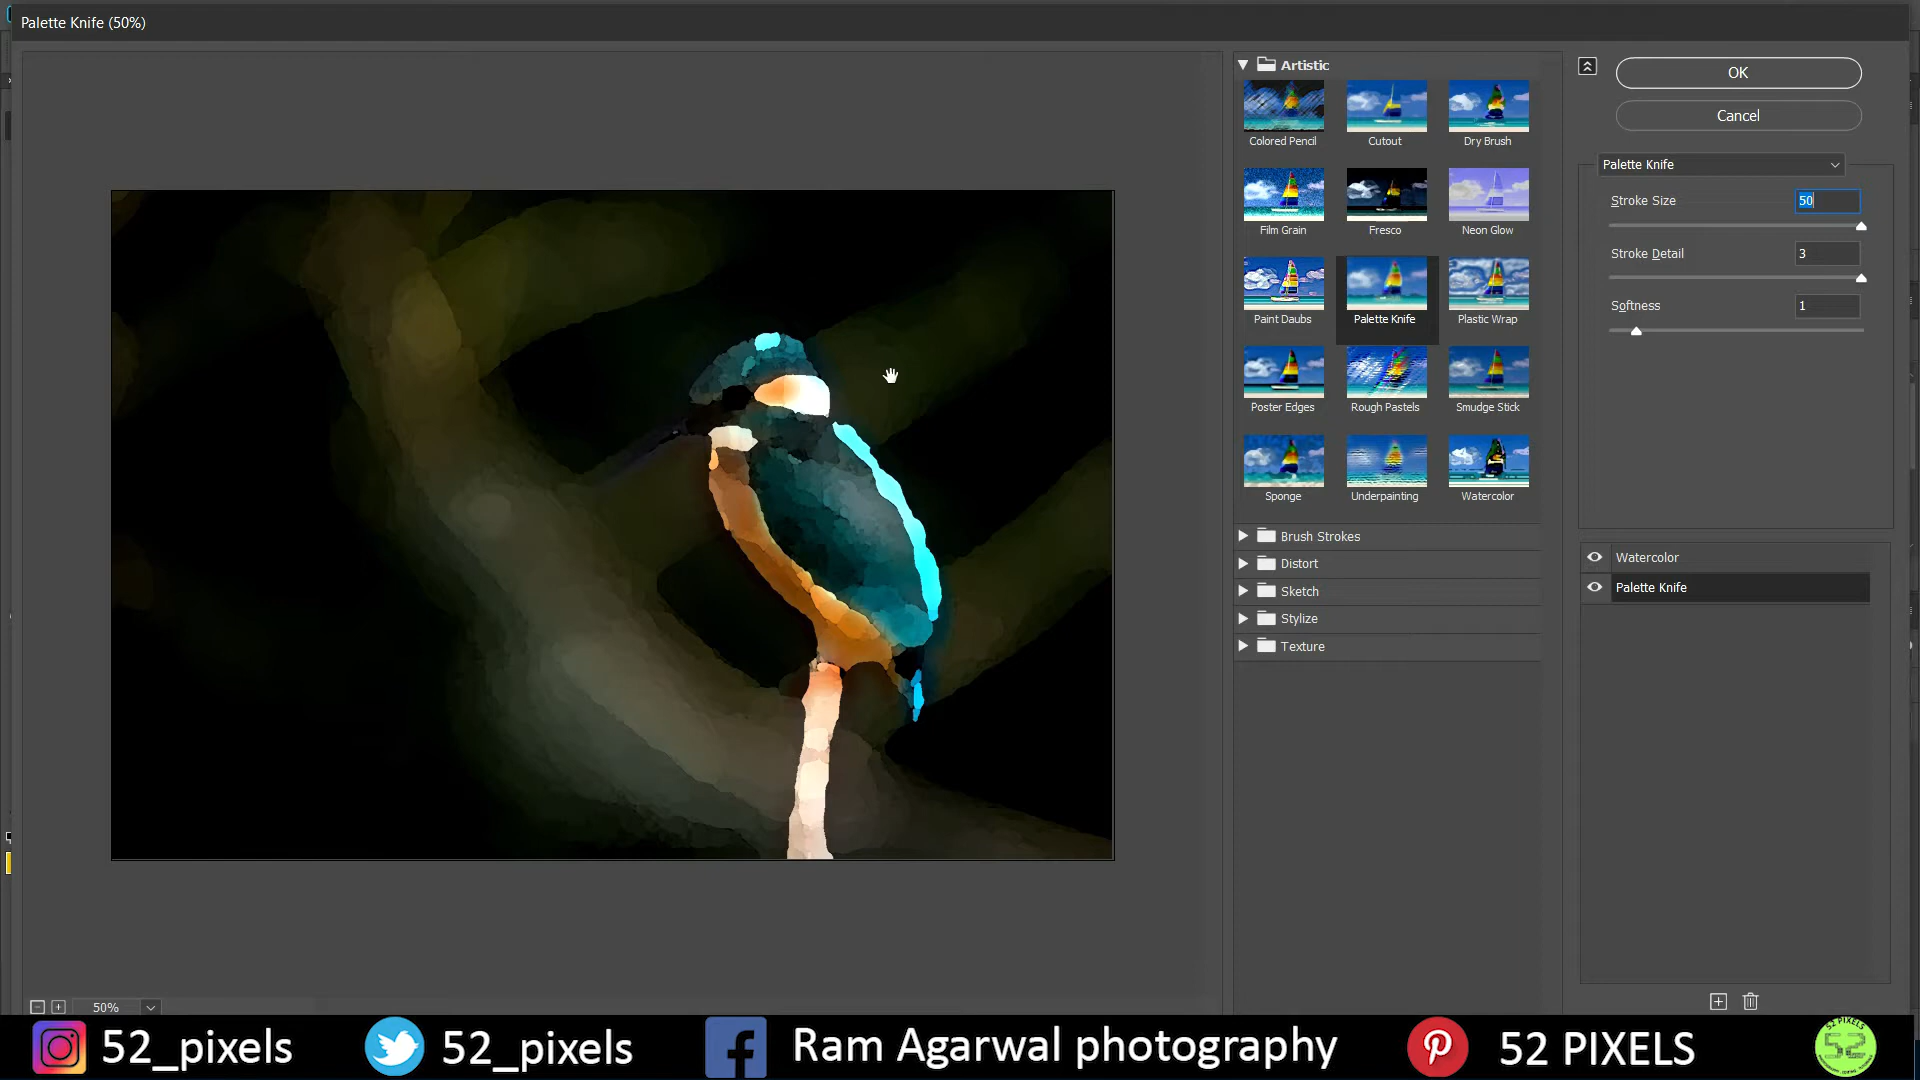 Palette Knife (50%)
Artistic
Colored Pencil
Cutout
Dry Brush
Film Grain
Fresco
Neon Glow
Paint Daubs
Palette Knife
Plastic Wrap
Poster Edges
Rough Pastels
Smudge Stick
Sponge
Underpainting
Watercolor
Brush Strokes
Distort
Sketch
Stylize
Texture
OK
Cancel
Palette Knife
Stroke Size 50
Stroke Detail 3
Softness 1
Watercolor
Palette Knife
50%
52_pixels
52_pixels
Ram Agarwal photography
52 PIXELS
52 PIXELS